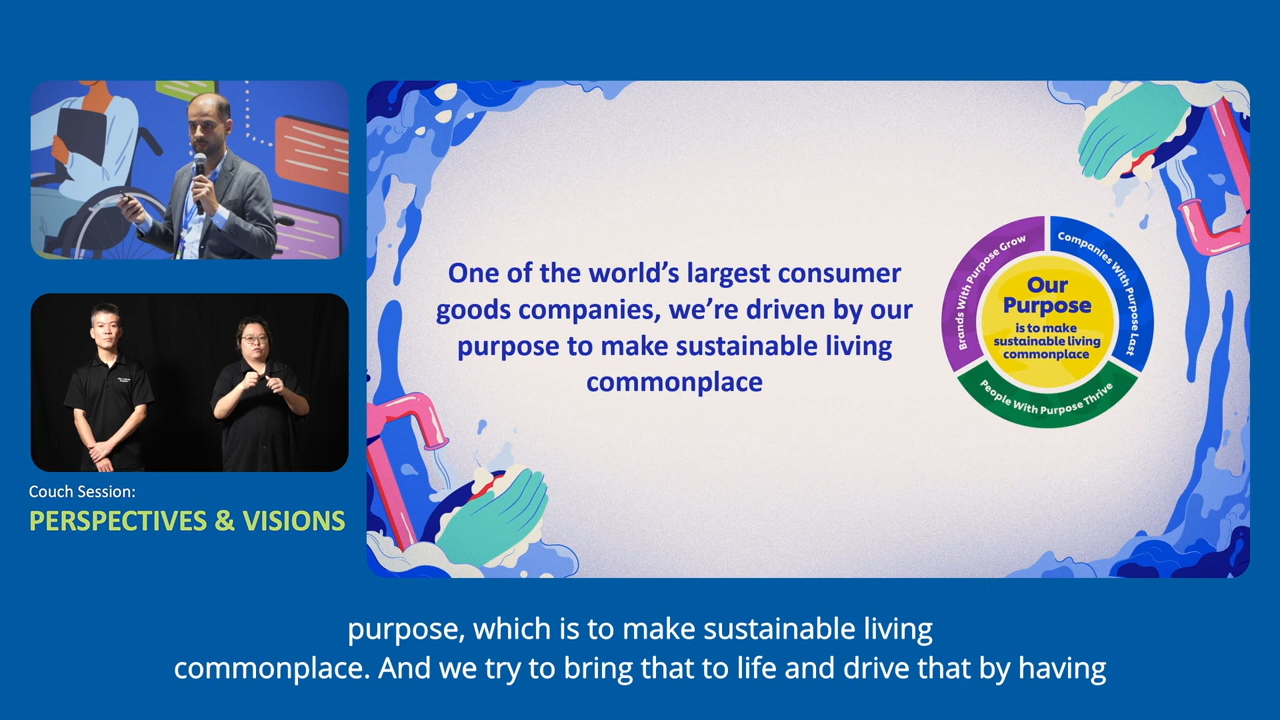 Couch Session:
PERSPECTIVES & VISIONS
One of the world's largest consumer
goods companies, we're driven by our
purpose to make sustainable living
commonplace
Brands With Purpose Grow
Companies With Purpose Last
People With Purpose Thrive
Our
Purpose
is to make
sustainable living
commonplace
purpose, which is to make sustainable living
commonplace. And we try to bring that to life and drive that by having